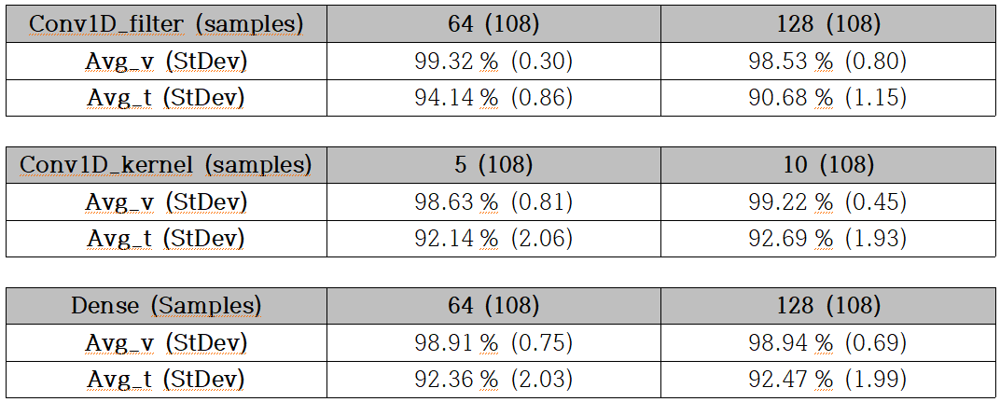 Conv1D_filter (samples) 64 (108) 128 (108)
Avg_v (StDev) 99.32 % (0.30) 98.53 % (0.80)
Avg_t (StDev) 94.14 % (0.86) 90.68 % (1.15)
Conv1D_kernel (samples) 5 (108) 10 (108)
Avg_v (StDev) 98.63 % (0.81) 99.22 % (0.45)
Avg_t (StDev) 92.14 % (2.06) 92.69 % (1.93)
Dense (Samples) 64 (108) 128 (108)
Avg_v (StDev) 98.91 % (0.75) 98.94 % (0.69)
Avg_t (StDev) 92.36 % (2.03) 92.47 % (1.99)